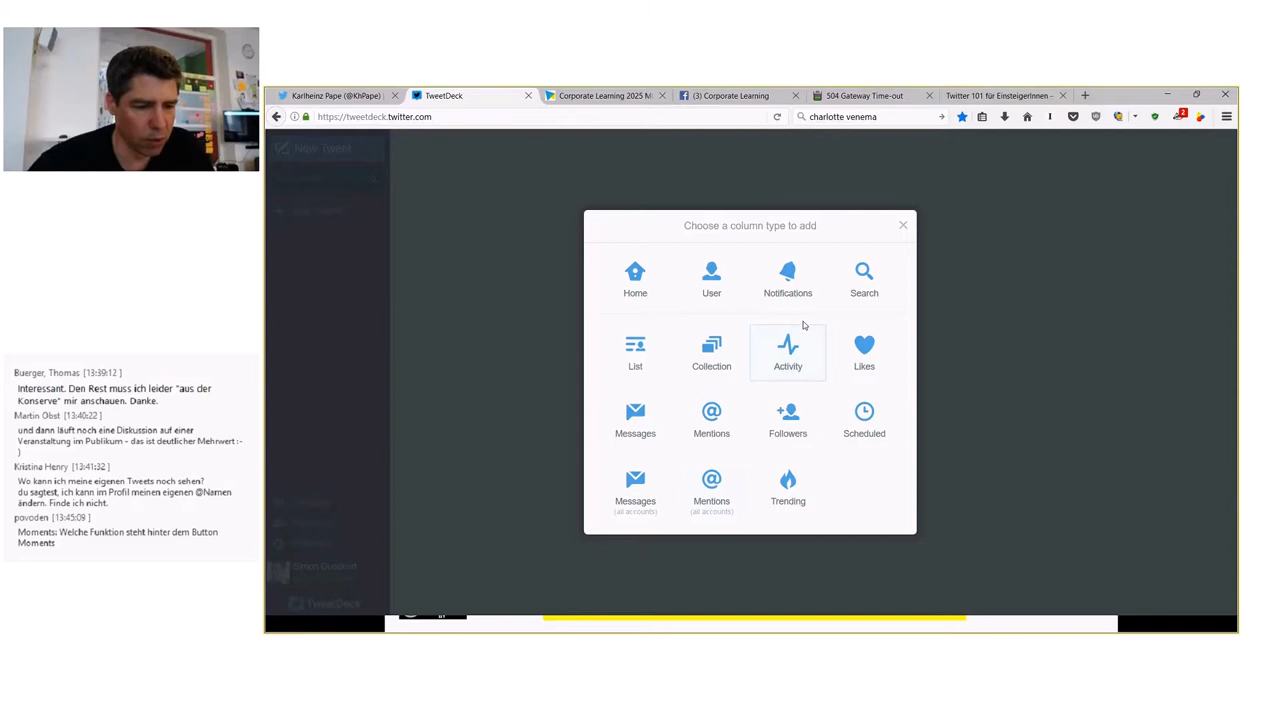 Karlheinz Pape (@KhPape)
TweetDeck
Corporate Learning 2025 M
(3) Corporate Learning
504 Gateway Time-out
Twitter 101 für EinsteigerInnen –
https://tweetdeck.twitter.com
charlotte venema
2
New Tweet
Choose a column type to add
Home
User
Notifications
Search
List
Collection
Activity
Likes
Messages
Mentions
Followers
Scheduled
Messages
(all accounts)
Mentions
(all accounts)
Trending
TweetDeck
Buerger, Thomas [13:39:12 ]
Interessant. Den Rest muss ich leider "aus der
Konserve" mir anschauen. Danke.
Martin Obst [13:40:22 ]
und dann läuft noch eine Diskussion auf einer
Veranstaltung im Publikum - das ist deutlicher Mehrwert :-
)
Kristina Henry [13:41:32 ]
Wo kann ich meine eigenen Tweets noch sehen?
du sagtest, ich kann im Profil meinen eigenen @Namen
ändern. Finde ich nicht.
povoden [13:45:09 ]
Moments: Welche Funktion steht hinter dem Button
Moments